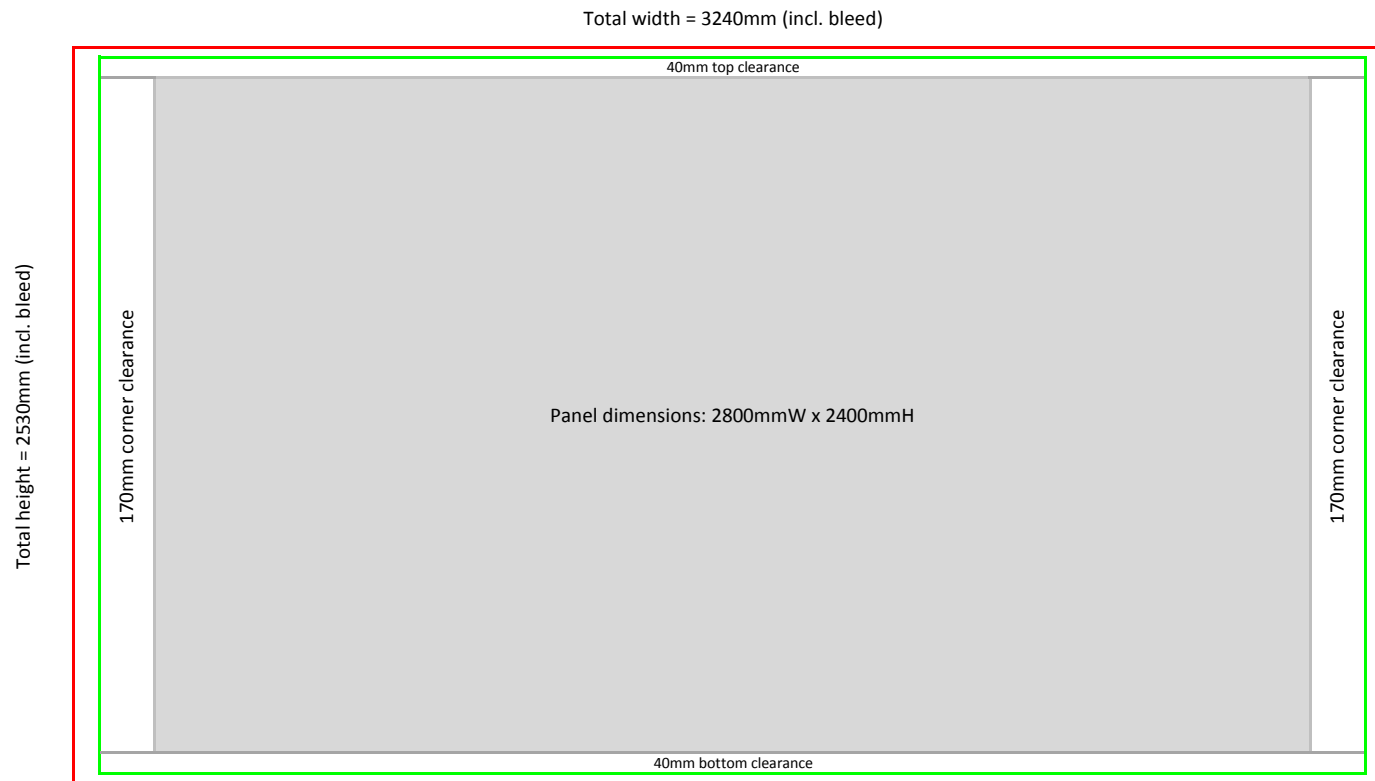 Total width = 3240mm (incl. bleed)
40mm top clearance
Total height = 2530mm (incl. bleed)
170mm corner clearance
Panel dimensions: 2800mmW x 2400mmH
170mm corner clearance
40mm bottom clearance